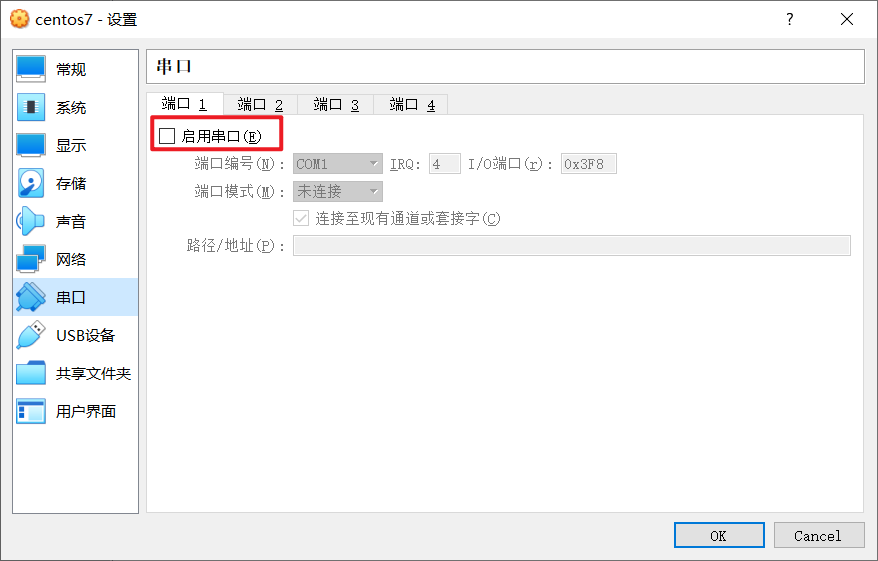 centos7 - 设置
?
常规
系统
显示
存储
声音
网络
串口
USB设备
共享文件夹
用户界面
串口
端口 1 端口 2 端口 3 端口 4
启用串口(E)
端口编号(N): COM1 IRQ: 4 I/O端口(r): 0x3F8
端口模式(M): 未连接
连接至现有通道或套接字(C)
路径/地址(P):
OK Cancel